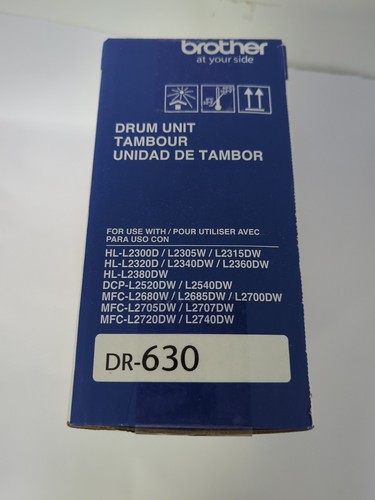 brother
at your side
DRUM UNIT
TAMBOUR
UNIDAD DE TAMBOR
FOR USE WITH / POUR UTILISER AVEC
PARA USO CON
HL-L2300D / L2305W / L2315DW
HL-L2320D / L2340DW / L2360DW
HL-L2380DW
DCP-L2520DW / L2540DW
MFC-L2680W / L2685DW / L2700DW
MFC-L2705DW / L2707DW
MFC-L2720DW / L2740DW
DR-630